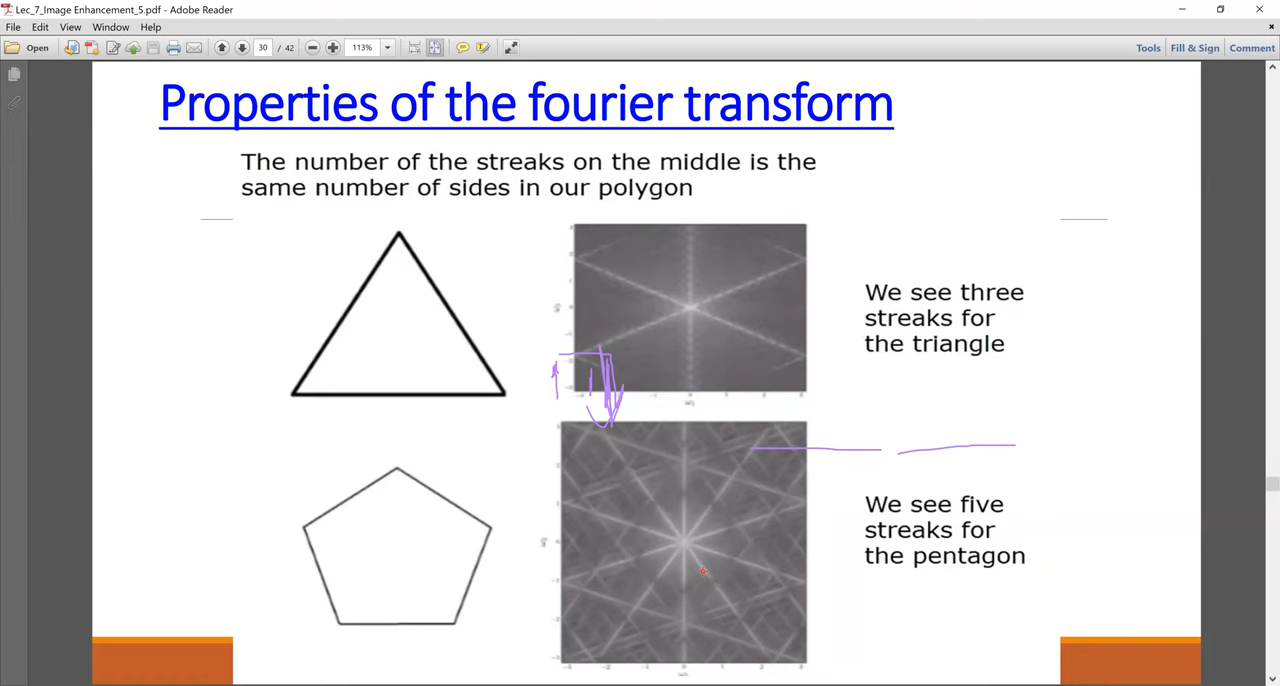 Lec_7_Image Enhancement_5.pdf - Adobe Reader
File Edit View Window Help
Open 30 / 42 113% Tools Fill & Sign Comment
Properties of the fourier transform
The number of the streaks on the middle is the
same number of sides in our polygon
We see three
streaks for
the triangle
We see five
streaks for
the pentagon